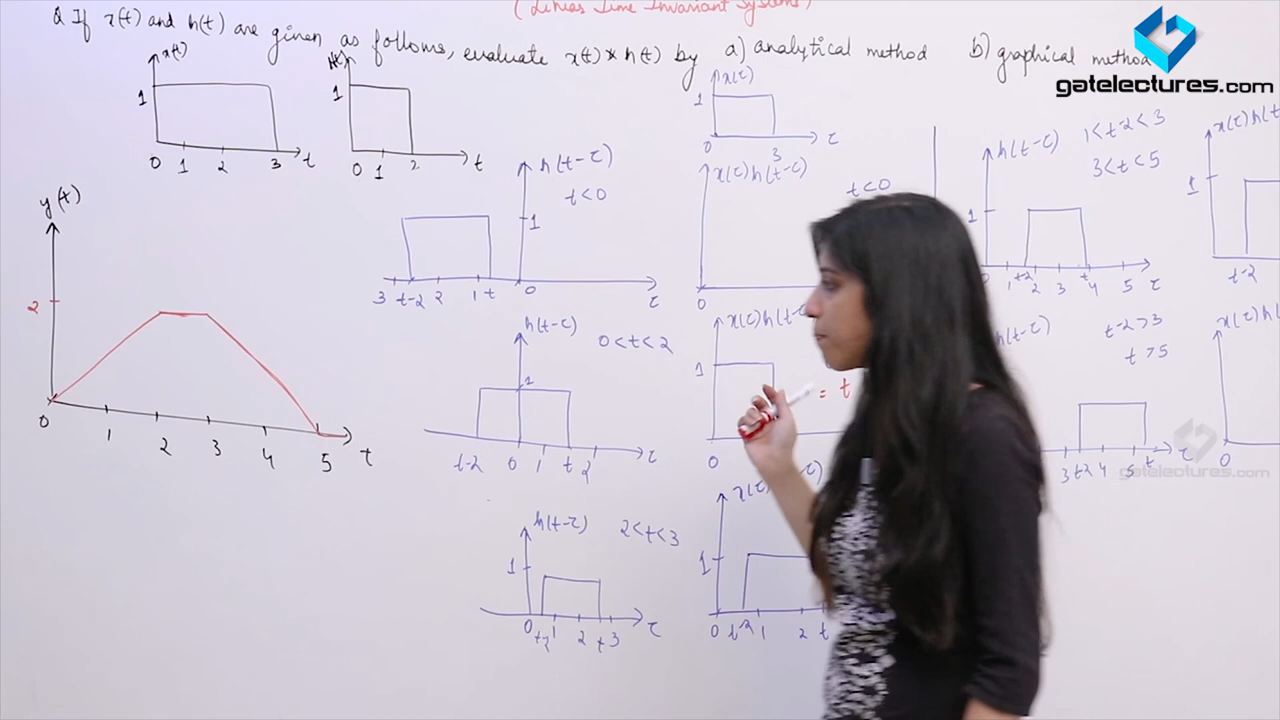 (Linear Time Invariant Systems)
Q If x(t) and h(t) are given as follows, evaluate x(t) * h(t) by a) analytical method b) graphical method
gatelectures.com
x(t)
1
0 1 2 3 t
h(t)
1
0 1 2 t
x(τ)
1
0 3 τ
y(t)
2
0 1 2 3 4 5 t
h(t-τ)
t<0
1
3 t-2 2 1 t 0 τ
x(τ)h(t-τ)
t<0
0
h(t-τ) 1<t-2<3
3<t<5
1
0 1 t-2 2 3 t 4 5 τ
x(τ)h(t
1
t-2
h(t-τ)
0<t<2
1
t-2 0 1 t 2 τ
x(τ)h(t-τ)
1
= t
0
h(t-τ) t-2>3
t>5
3 t-2 4 5 t τ
x(τ)h(t
0
gatelectures.com
h(t-τ) 2<t<3
1
0 t-2 1 2 t 3 τ
x(τ) τ)
1
0 t-2 1 2 t